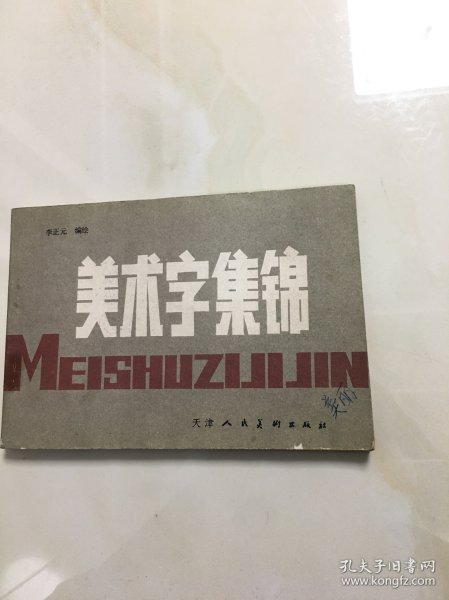 李正元 编绘
美术字集锦
MEISHUZIJIJIN
天津人民美術出版社
孔夫子旧书网
www.kongfz.com